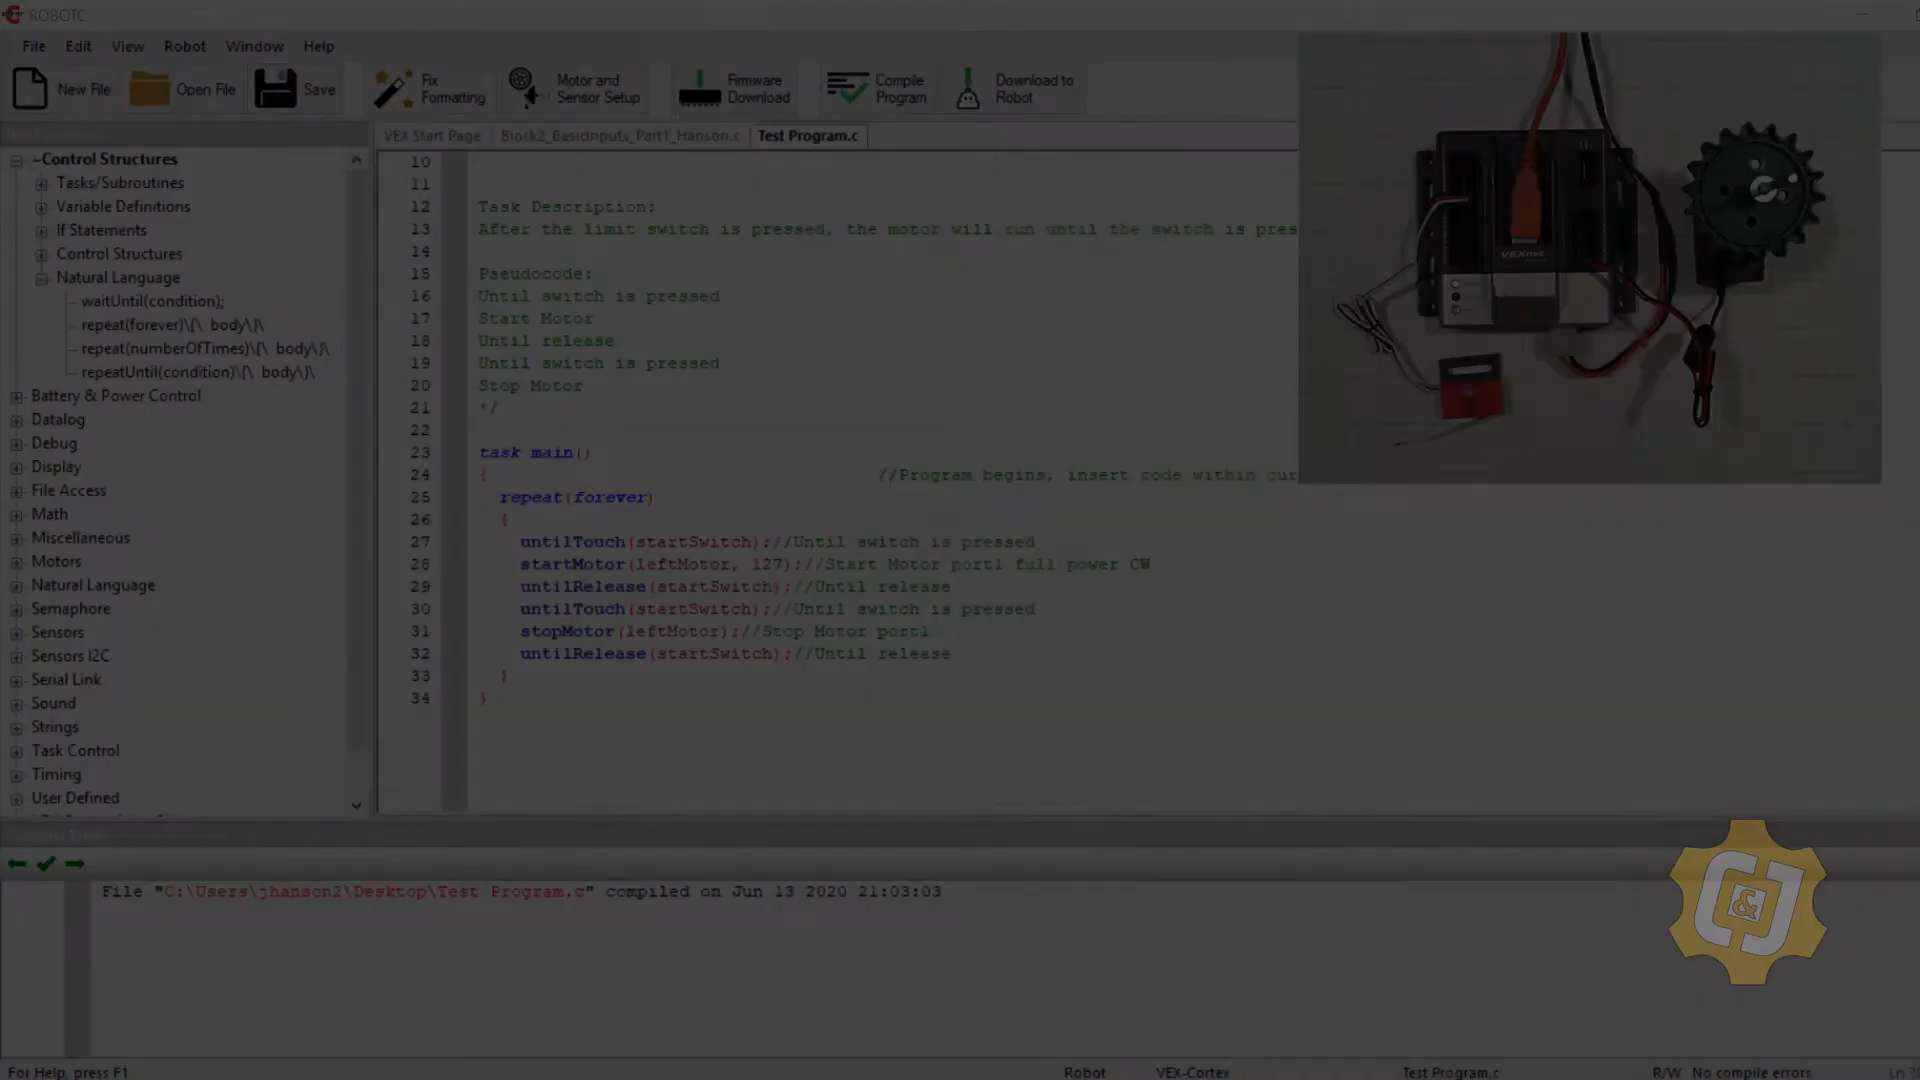 ROBOTC
File Edit View Robot Window Help
New File Open File Save Fix Formatting Motor and Sensor Setup Firmware Download Compile Program Download to Robot
VEX Start Page Block2_BasicInputs_Part1_Hanson.c Test Program.c
~Control Structures
Tasks/Subroutines
Variable Definitions
If Statements
Control Structures
Natural Language
waitUntil(condition);
repeat(forever)\{\ body\}\
repeat(numberOfTimes)\{\ body\}\
repeatUntil(condition)\{\ body\}\
Battery & Power Control
Datalog
Debug
Display
File Access
Math
Miscellaneous
Motors
Natural Language
Semaphore
Sensors
Sensors I2C
Serial Link
Sound
Strings
Task Control
Timing
User Defined
10
11
12 Task Description:
13 After the limit switch is pressed, the motor will run until the switch is pres
14
15 Pseudocode:
16 Until switch is pressed
17 Start Motor
18 Until release
19 Until switch is pressed
20 Stop Motor
21 */
22
23 task main()
24 { //Program begins, insert code within cur
25 repeat(forever)
26 {
27 untilTouch(startSwitch);//Until switch is pressed
28 startMotor(leftMotor, 127);//Start Motor port1 full power CW
29 untilRelease(startSwitch);//Until release
30 untilTouch(startSwitch);//Until switch is pressed
31 stopMotor(leftMotor);//Stop Motor port1
32 untilRelease(startSwitch);//Until release
33 }
34 }
VEXnet
File "C:\Users\jhanson2\Desktop\Test Program.c" compiled on Jun 13 2020 21:03:03
C&J
For Help, press F1 Robot VEX-Cortex Test Program.c R/W No compile errors